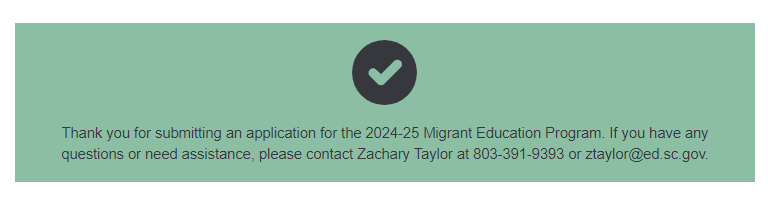 Thank you for submitting an application for the 2024-25 Migrant Education Program. If you have any
questions or need assistance, please contact Zachary Taylor at 803-391-9393 or ztaylor@ed.sc.gov.